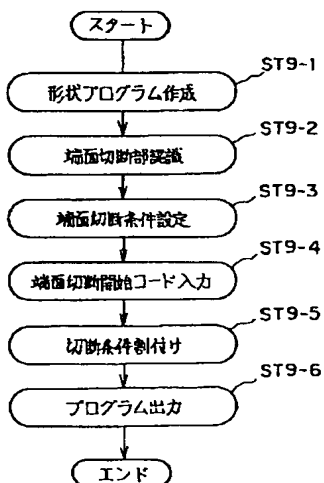 スタート
ST9-1
形状プログラム作成
ST9-2
端面切断部認識
ST9-3
端面切断条件設定
ST9-4
端面切断開始コード入力
ST9-5
切断条件割付け
ST9-6
プログラム出力
エンド